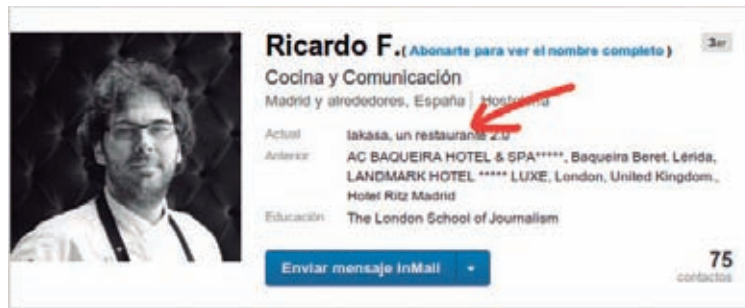 Ricardo F. ( Abonarte para ver el nombre completo )
3er
Cocina y Comunicación
Madrid y alrededores, España | Hostelería
Actual lakasa, un restaurante 2.0
Anterior AC BAQUEIRA HOTEL & SPA*****, Baqueira Beret. Lérida,
LANDMARK HOTEL ***** LUXE, London, United Kingdom.,
Hotel Ritz Madrid
Educación The London School of Journalism
Enviar mensaje InMail
75
contactos